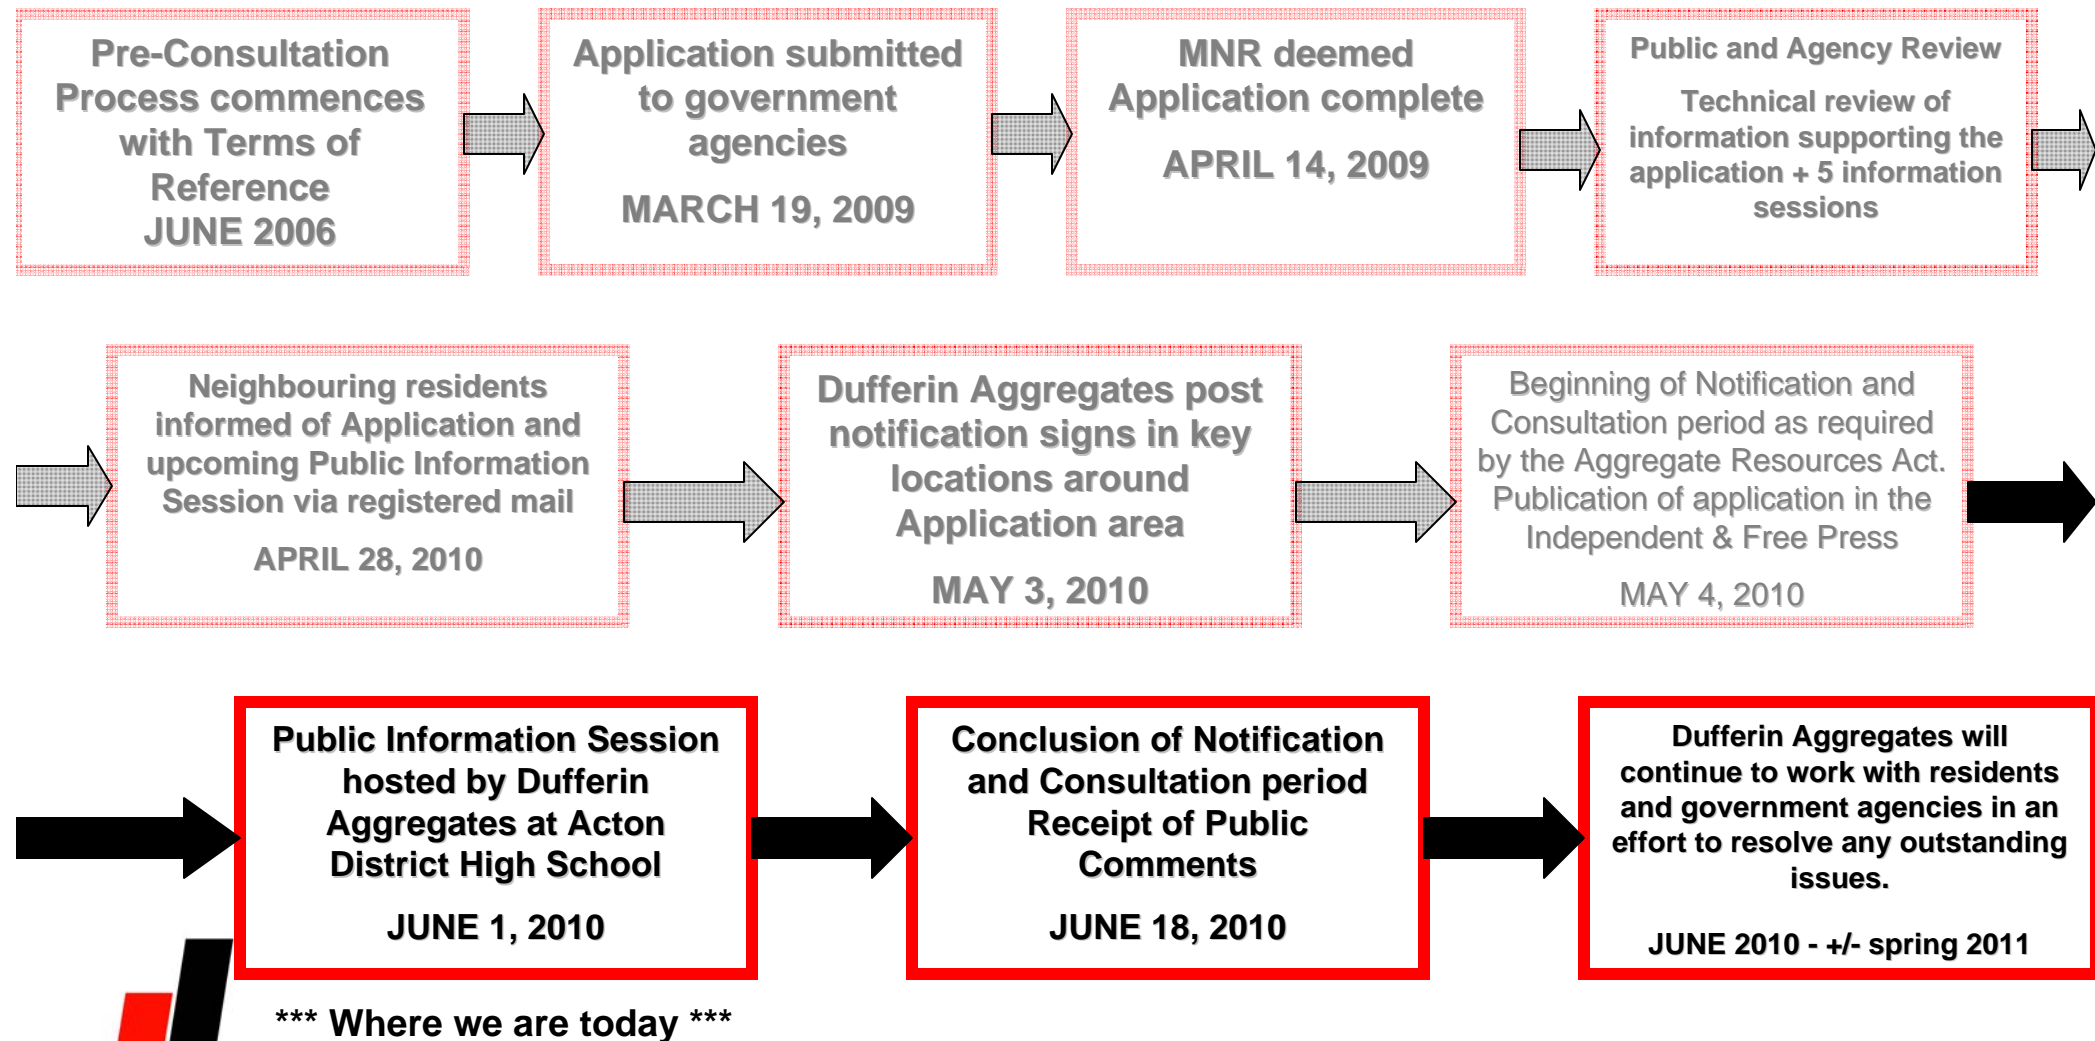 Pre-Consultation
Process commences
with Terms of
Reference
JUNE 2006
Application submitted
to government
agencies
MARCH 19, 2009
MNR deemed
Application complete
APRIL 14, 2009
Public and Agency Review
Technical review of
information supporting the
application + 5 information
sessions
Neighbouring residents
informed of Application and
upcoming Public Information
Session via registered mail
APRIL 28, 2010
Dufferin Aggregates post
notification signs in key
locations around
Application area
MAY 3, 2010
Beginning of Notification and
Consultation period as required
by the Aggregate Resources Act.
Publication of application in the
Independent & Free Press
MAY 4, 2010
Public Information Session
hosted by Dufferin
Aggregates at Acton
District High School
JUNE 1, 2010
Conclusion of Notification
and Consultation period
Receipt of Public
Comments
JUNE 18, 2010
Dufferin Aggregates will
continue to work with residents
and government agencies in an
effort to resolve any outstanding
issues.
JUNE 2010 - +/- spring 2011
*** Where we are today ***